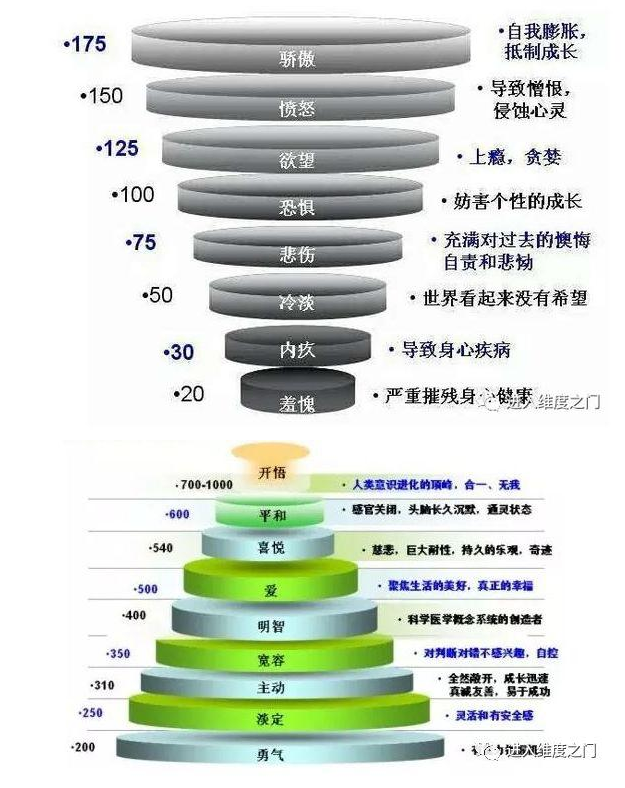 •175
骄傲
•自我膨胀，
抵制成长
•150
愤怒
•导致憎恨，
侵蚀心灵
•125
欲望
•上瘾，贪婪
•100
恐惧
•妨害个性的成长
•75
悲伤
•充满对过去的懊悔
自责和悲恸
•50
冷淡
•世界看起来没有希望
•30
内疚
•导致身心疾病
•20
羞愧
•严重摧残身心健康
进入维度之门
开悟
•700-1000
•人类意识进化的顶峰，合一、无我
•600
平和
•感官关闭，头脑长久沉默，通灵状态
•540
喜悦
•慈悲，巨大耐性，持久的乐观，奇迹
•500
爱
•聚焦生活的美好，真正的幸福
•400
明智
•科学医学概念系统的创造者
•350
宽容
•对判断对错不感兴趣，自控
•310
主动
•全然敞开，成长迅速
真诚友善，易于成功
•250
淡定
•灵活和有安全感
•200
勇气
进入维度之门